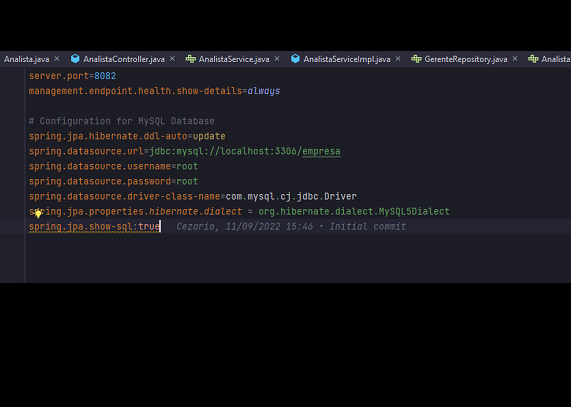 Analista.java AnalistaController.java AnalistaService.java AnalistaServiceImpl.java GerenteRepository.java Analista
server.port=8082
management.endpoint.health.show-details=always
# Configuration for MySQL Database
spring.jpa.hibernate.ddl-auto=update
spring.datasource.url=jdbc:mysql://localhost:3306/empresa
spring.datasource.username=root
spring.datasource.password=root
spring.datasource.driver-class-name=com.mysql.cj.jdbc.Driver
spring.jpa.properties.hibernate.dialect = org.hibernate.dialect.MySQL5Dialect
spring.jpa.show-sql:true Cezario, 11/09/2022 15:46 • Initial commit